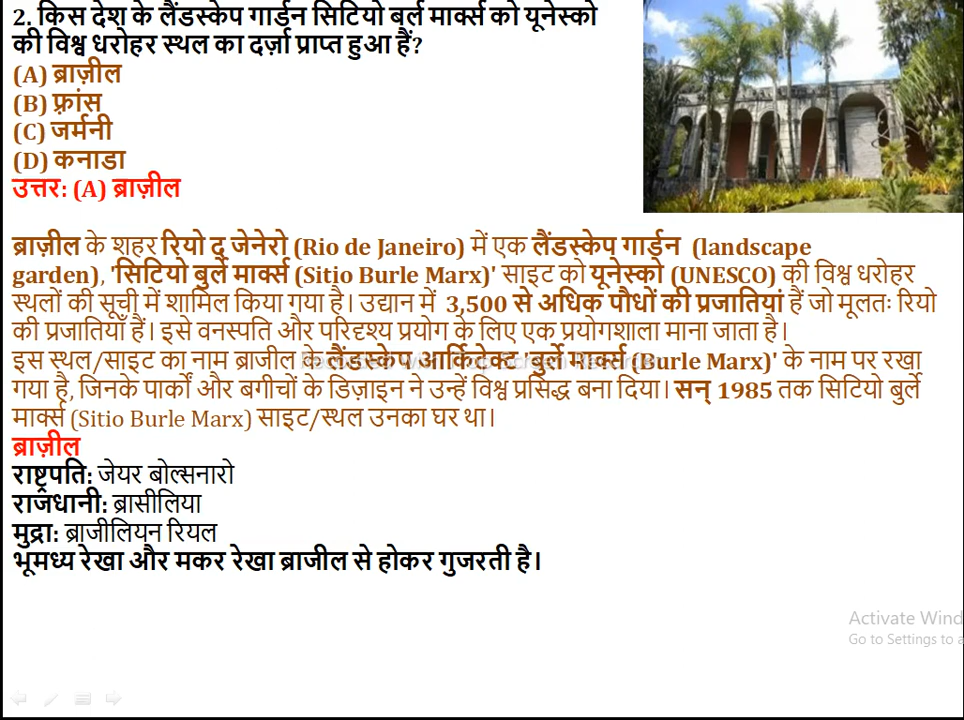 2. किस देश के लैंडस्केप गार्डन सिटियो बर्ल मार्क्स को यूनेस्को
की विश्व धरोहर स्थल का दर्ज़ा प्राप्त हुआ हैं?
(A) ब्राज़ील
(B) फ़्रांस
(C) जर्मनी
(D) कनाडा
उत्तर: (A) ब्राज़ील
ब्राज़ील के शहर रियो द् जेनेरो (Rio de Janeiro) में एक लैंडस्केप गार्डन (landscape
garden), 'सिटियो बुर्ले मार्क्स (Sitio Burle Marx)' साइट को यूनेस्को (UNESCO) की विश्व धरोहर
स्थलों की सूची में शामिल किया गया है। उद्यान में 3,500 से अधिक पौधों की प्रजातियां हैं जो मूलतः रियो
की प्रजातियाँ हैं। इसे वनस्पति और परिदृश्य प्रयोग के लिए एक प्रयोगशाला माना जाता है।
इस स्थल/साइट का नाम ब्राजील के लैंडस्केप आर्किटेक्ट 'बुर्ले मार्क्स (Burle Marx)' के नाम पर रखा
गया है, जिनके पार्कों और बगीचों के डिज़ाइन ने उन्हें विश्व प्रसिद्ध बना दिया। सन् 1985 तक सिटियो बुर्ले
मार्क्स (Sitio Burle Marx) साइट/स्थल उनका घर था।
ब्राज़ील
राष्ट्रपति: जेयर बोल्सनारो
राजधानी: ब्रासीलिया
मुद्रा: ब्राजीलियन रियल
भूमध्य रेखा और मकर रेखा ब्राजील से होकर गुजरती है।
Activate Wind
Go to Settings to a